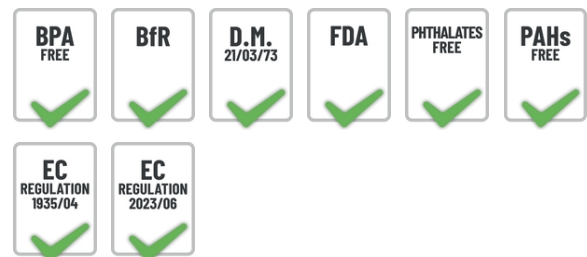 BPA
FREE
BfR
D.M.
21/03/73
FDA
PHTHALATES
FREE
PAHs
FREE
EC
REGULATION
1935/04
EC
REGULATION
2023/06